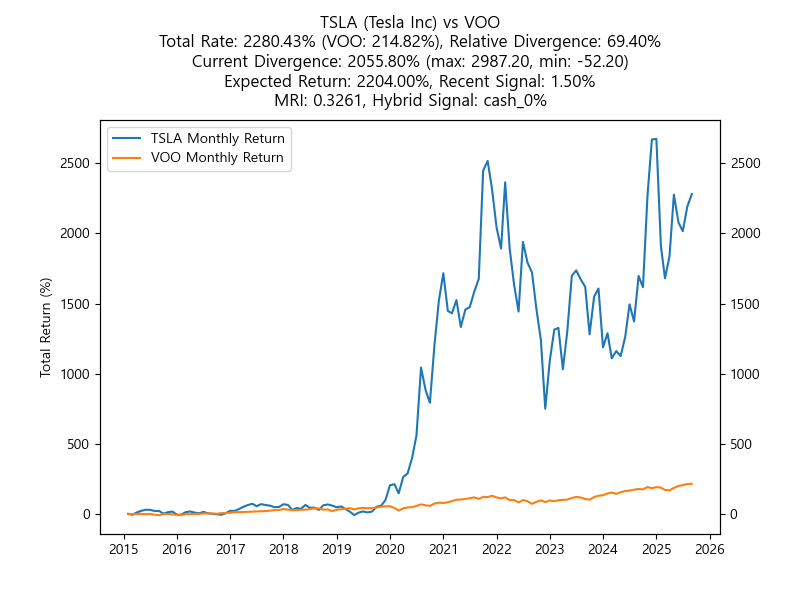 TSLA (Tesla Inc) vs VOO
Total Rate: 2280.43% (VOO: 214.82%), Relative Divergence: 69.40%
Current Divergence: 2055.80% (max: 2987.20, min: -52.20)
Expected Return: 2204.00%, Recent Signal: 1.50%
MRI: 0.3261, Hybrid Signal: cash_0%
TSLA Monthly Return
VOO Monthly Return
2500 2500
2000 2000
1500 1500
1000 1000
500 500
0 0
Total Return (%)
2015 2016 2017 2018 2019 2020 2021 2022 2023 2024 2025 2026